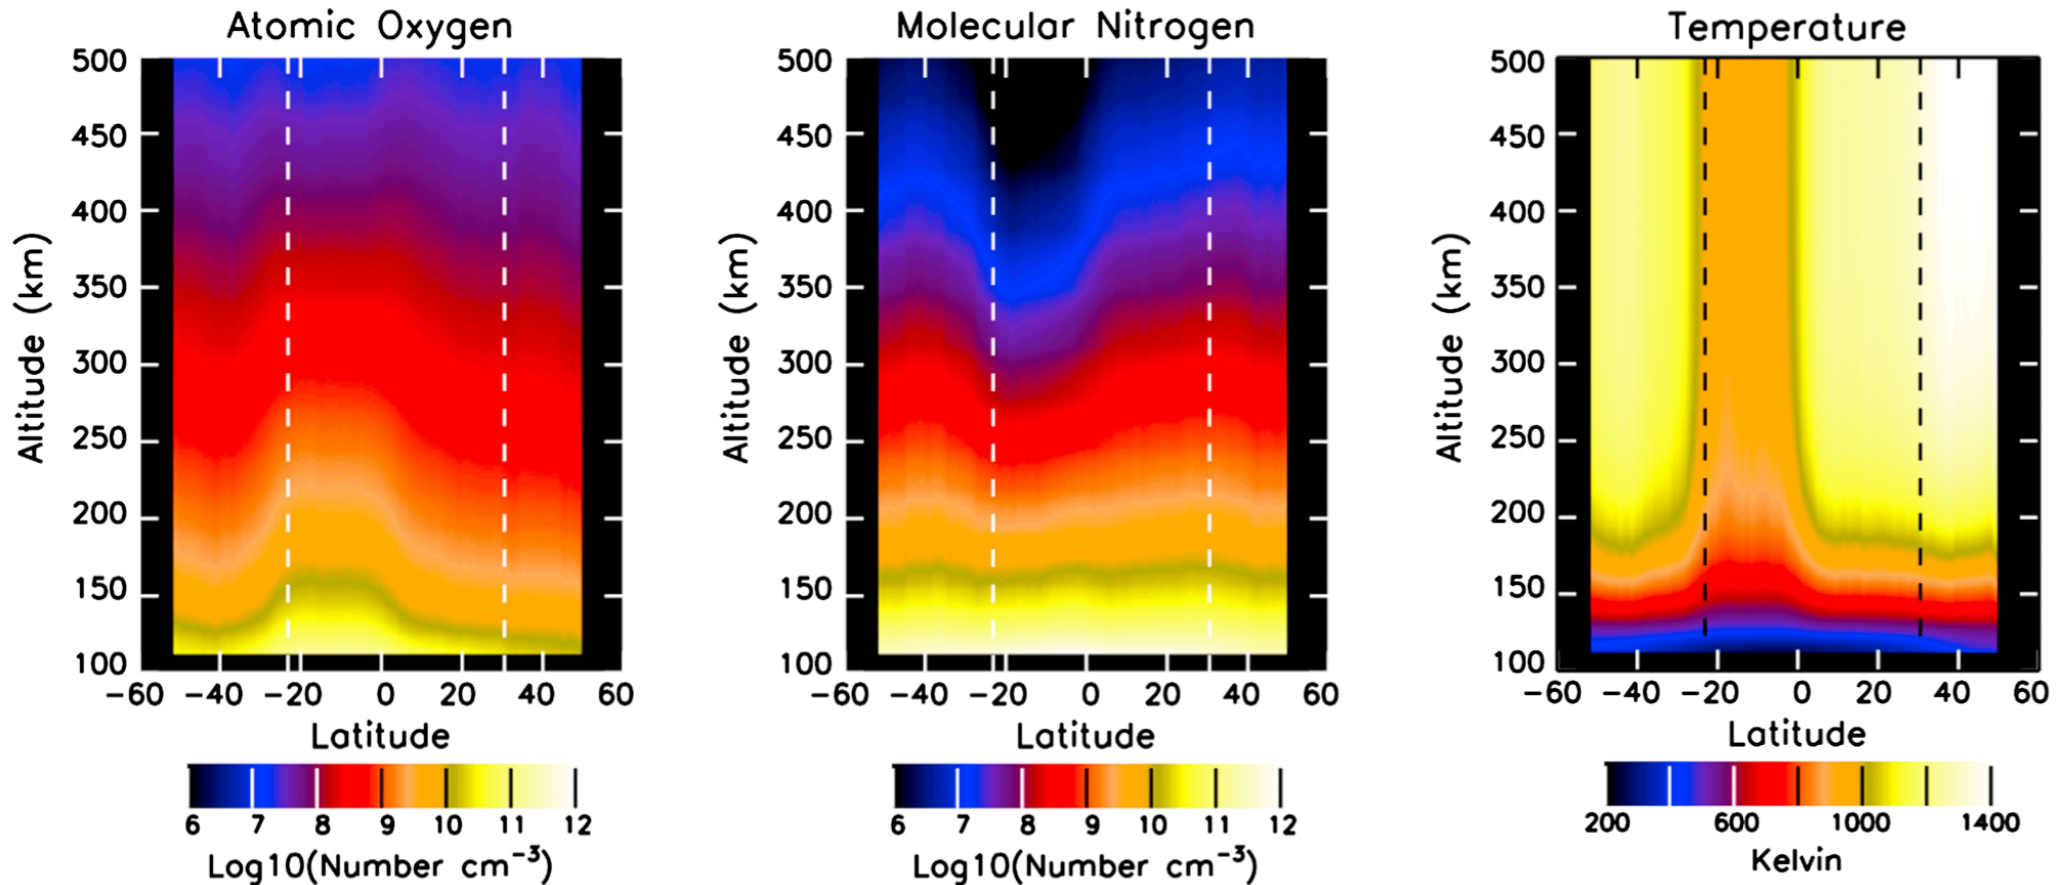 Atomic Oxygen
500
450
400
350
300
250
200
150
100
Altitude (km)
−60 −40 −20 0 20 40 60
Latitude
6 7 8 9 10 11 12
Log10(Number cm⁻³)
Molecular Nitrogen
500
450
400
350
300
250
200
150
100
Altitude (km)
−60 −40 −20 0 20 40 60
Latitude
6 7 8 9 10 11 12
Log10(Number cm⁻³)
Temperature
500
450
400
350
300
250
200
150
100
Altitude (km)
−60 −40 −20 0 20 40 60
Latitude
200 600 1000 1400
Kelvin